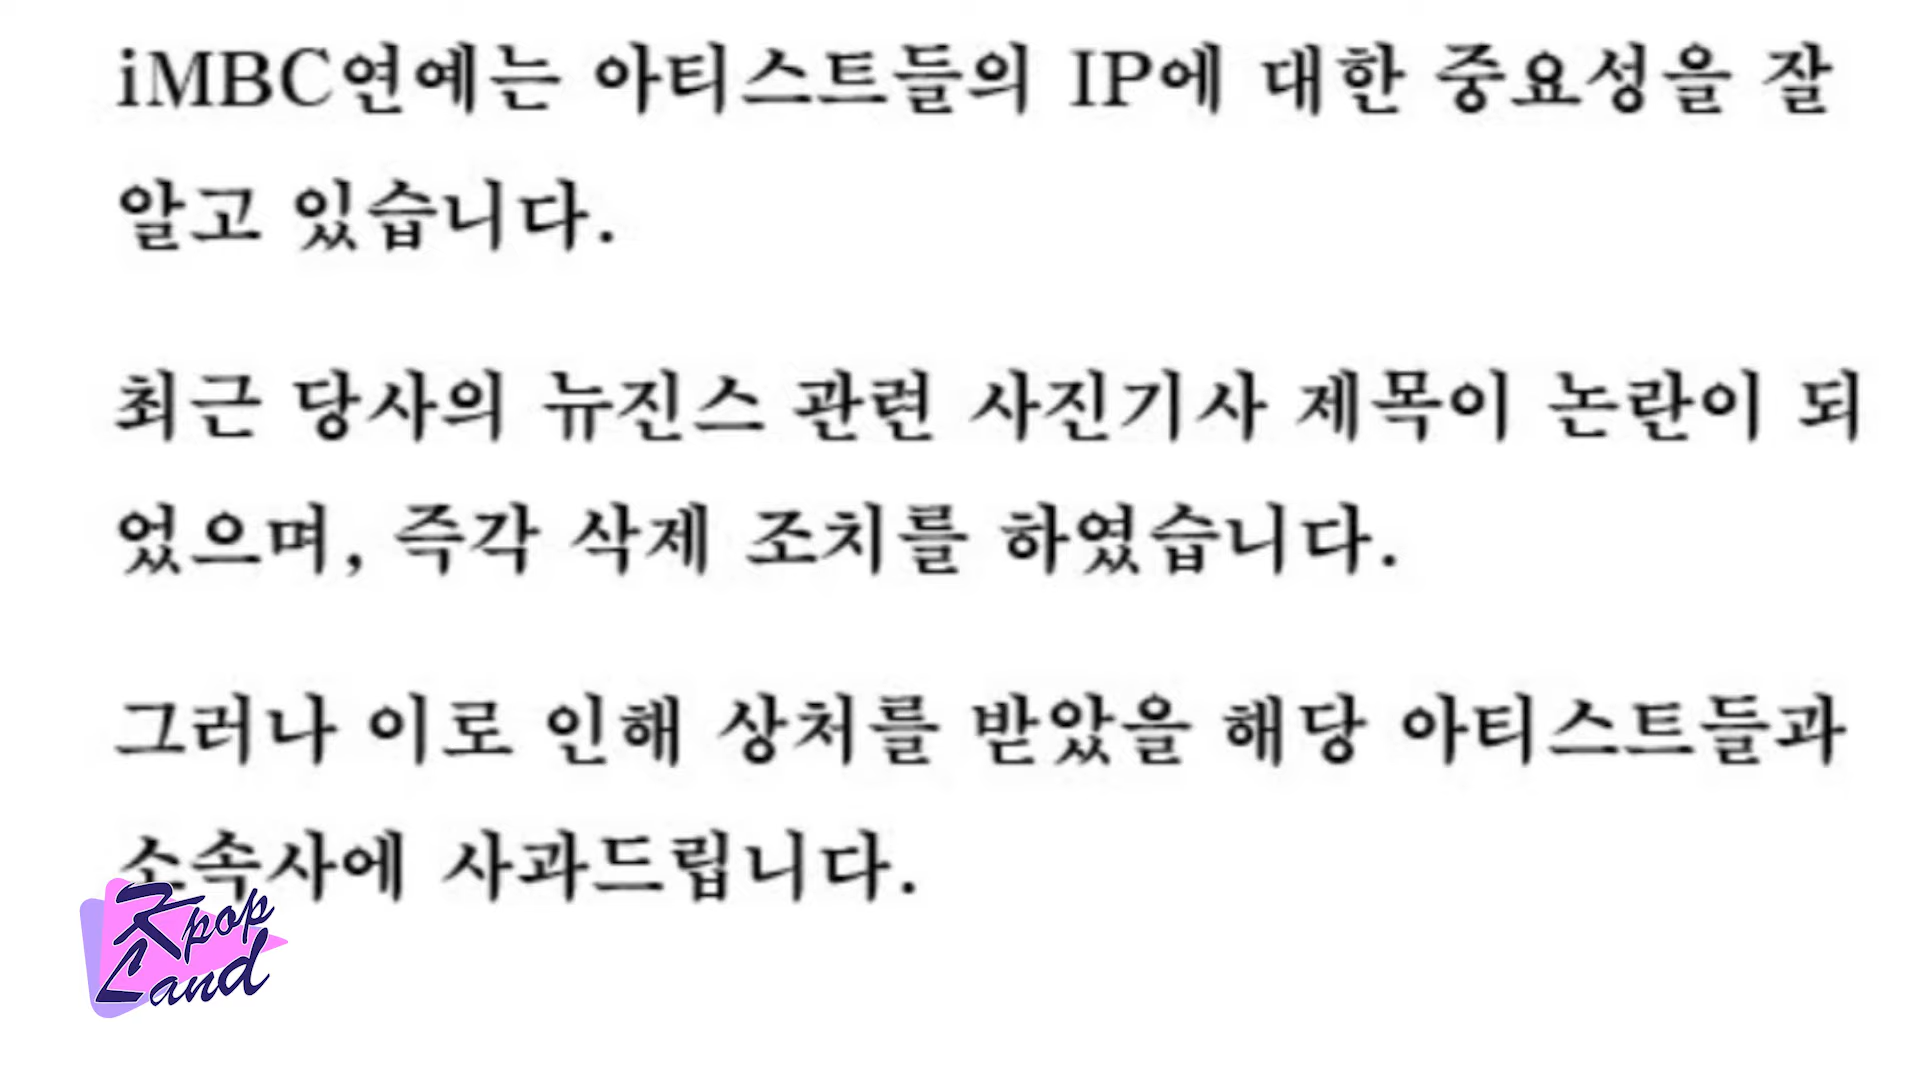 iMBC연예는 아티스트들의 IP에 대한 중요성을 잘
알고 있습니다.
최근 당사의 뉴진스 관련 사진기사 제목이 논란이 되
었으며, 즉각 삭제 조치를 하였습니다.
그러나 이로 인해 상처를 받았을 해당 아티스트들과
소속사에 사과드립니다.
Kpop
Land